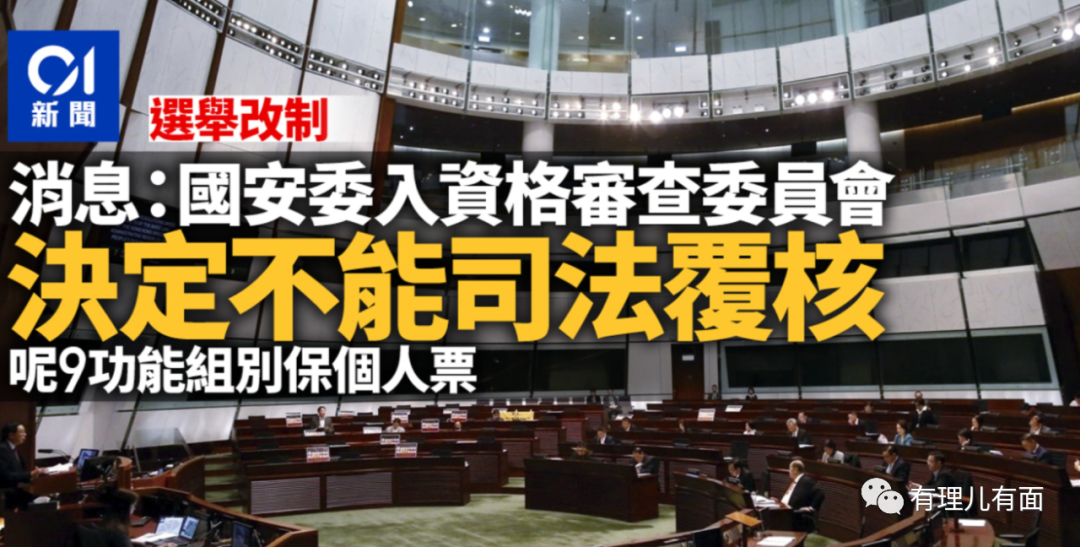 01
新聞
選舉改制
消息：國安委入資格審查委員會
決定不能司法覆核
呢9功能組別保個人票
有理儿有面